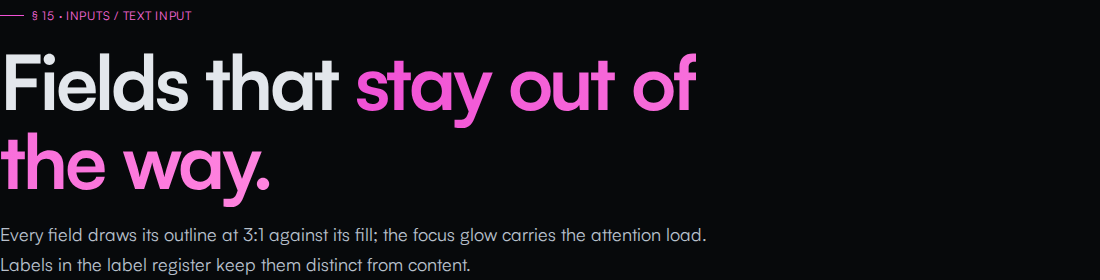 § 15 • INPUTS / TEXT INPUT
Fields that stay out of
the way.
Every field draws its outline at 3:1 against its fill; the focus glow carries the attention load.
Labels in the label register keep them distinct from content.